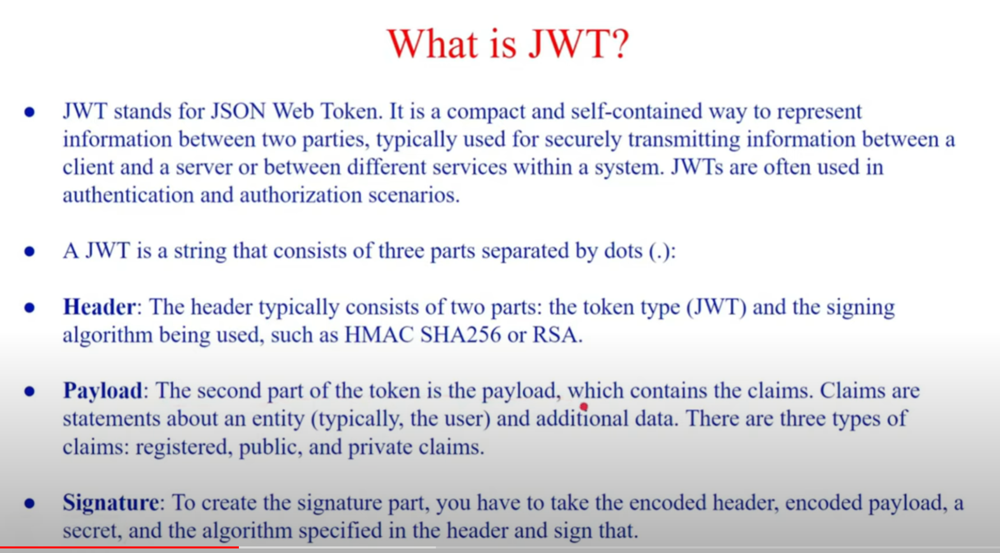 What is JWT?
● JWT stands for JSON Web Token. It is a compact and self-contained way to represent
information between two parties, typically used for securely transmitting information between a
client and a server or between different services within a system. JWTs are often used in
authentication and authorization scenarios.
● A JWT is a string that consists of three parts separated by dots (.):
● Header: The header typically consists of two parts: the token type (JWT) and the signing
algorithm being used, such as HMAC SHA256 or RSA.
● Payload: The second part of the token is the payload, which contains the claims. Claims are
statements about an entity (typically, the user) and additional data. There are three types of
claims: registered, public, and private claims.
● Signature: To create the signature part, you have to take the encoded header, encoded payload, a
secret, and the algorithm specified in the header and sign that.